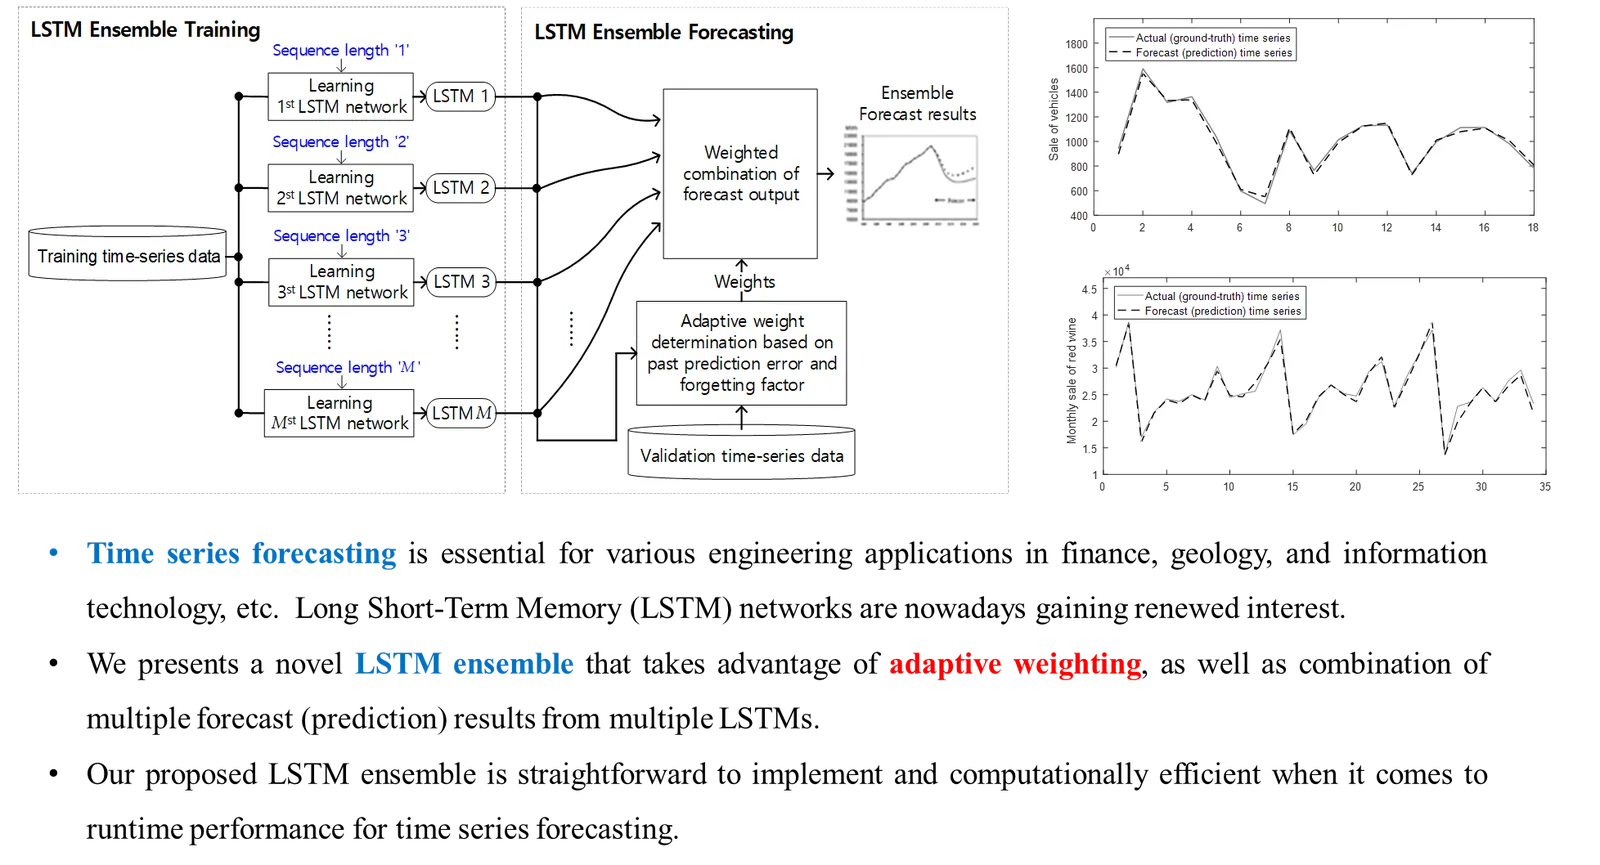 LSTM Ensemble Training
Sequence length '1'
Learning
1st LSTM network
LSTM 1
Sequence length '2'
Learning
2st LSTM network
LSTM 2
Sequence length '3'
Learning
3st LSTM network
LSTM 3
Training time-series data
Sequence length 'M'
Learning
Mst LSTM network
LSTM M
LSTM Ensemble Forecasting
Weighted
combination of
forecast output
Ensemble
Forecast results
Weights
Adaptive weight
determination based on
past prediction error and
forgetting factor
Validation time-series data
Actual (ground-truth) time series
Forecast (prediction) time series
Sale of vehicles
1800
1600
1400
1200
1000
800
600
400
0 2 4 6 8 10 12 14 16 18
×10^4
Actual (ground-truth) time series
Forecast (prediction) time series
Monthly sale of red wine
4.5
4
3.5
3
2.5
2
1.5
1
0 5 10 15 20 25 30 35
• Time series forecasting is essential for various engineering applications in finance, geology, and information
technology, etc. Long Short-Term Memory (LSTM) networks are nowadays gaining renewed interest.
• We presents a novel LSTM ensemble that takes advantage of adaptive weighting, as well as combination of
multiple forecast (prediction) results from multiple LSTMs.
• Our proposed LSTM ensemble is straightforward to implement and computationally efficient when it comes to
runtime performance for time series forecasting.